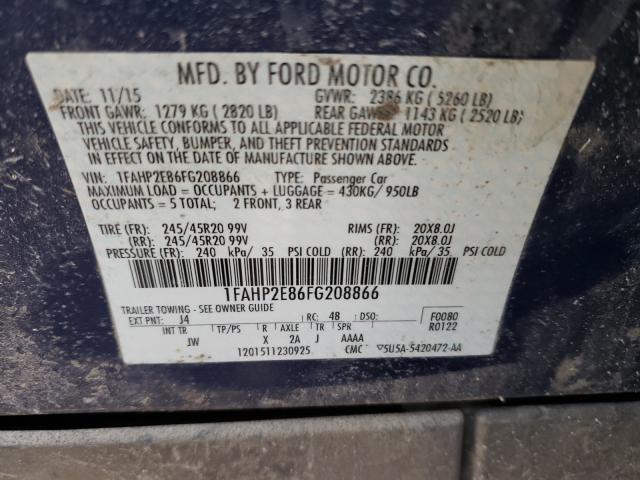 MFD. BY FORD MOTOR CO.
DATE: 11/15 GVWR: 2386 KG ( 5260 LB)
FRONT GAWR: 1279 KG ( 2820 LB) REAR GAWR: 1143 KG ( 2520 LB)
THIS VEHICLE CONFORMS TO ALL APPLICABLE FEDERAL MOTOR
VEHICLE SAFETY, BUMPER, AND THEFT PREVENTION STANDARDS
IN EFFECT ON THE DATE OF MANUFACTURE SHOWN ABOVE.
VIN: 1FAHP2E86FG208866 TYPE: Passenger Car
MAXIMUM LOAD = OCCUPANTS + LUGGAGE = 430KG/ 950LB
OCCUPANTS = 5 TOTAL; 2 FRONT, 3 REAR
TIRE (FR): 245/45R20 99V RIMS (FR): 20X8.0J
(RR): 245/45R20 99V (RR): 20X8.0J
PRESSURE (FR): 240 kPa/ 35 PSI COLD (RR): 240 kPa/ 35 PSI COLD
1FAHP2E86FG208866
TRAILER TOWING - SEE OWNER GUIDE
EXT PNT: J4 RC: 48 DSO: F0080
R0122
INT TR TP/PS R AXLE TR SPR
JW X 2A J AAAA
1201511230925 CMC ▽5U5A-5420472-AA